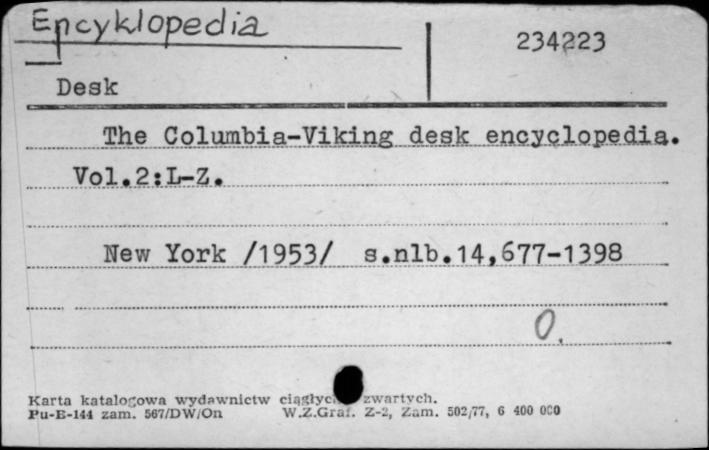 Encyklopedia
234223
Desk
The Columbia-Viking desk encyclopedia.
Vol.2:L-Z.
New York /1953/ s.nlb.14,677-1398
0.
Karta katalogowa wydawnictw ciągłych zwartych.
Pu-E-144 zam. 567/DW/On W.Z.Graf. Z-2, Zam. 502/77, 6 400 000